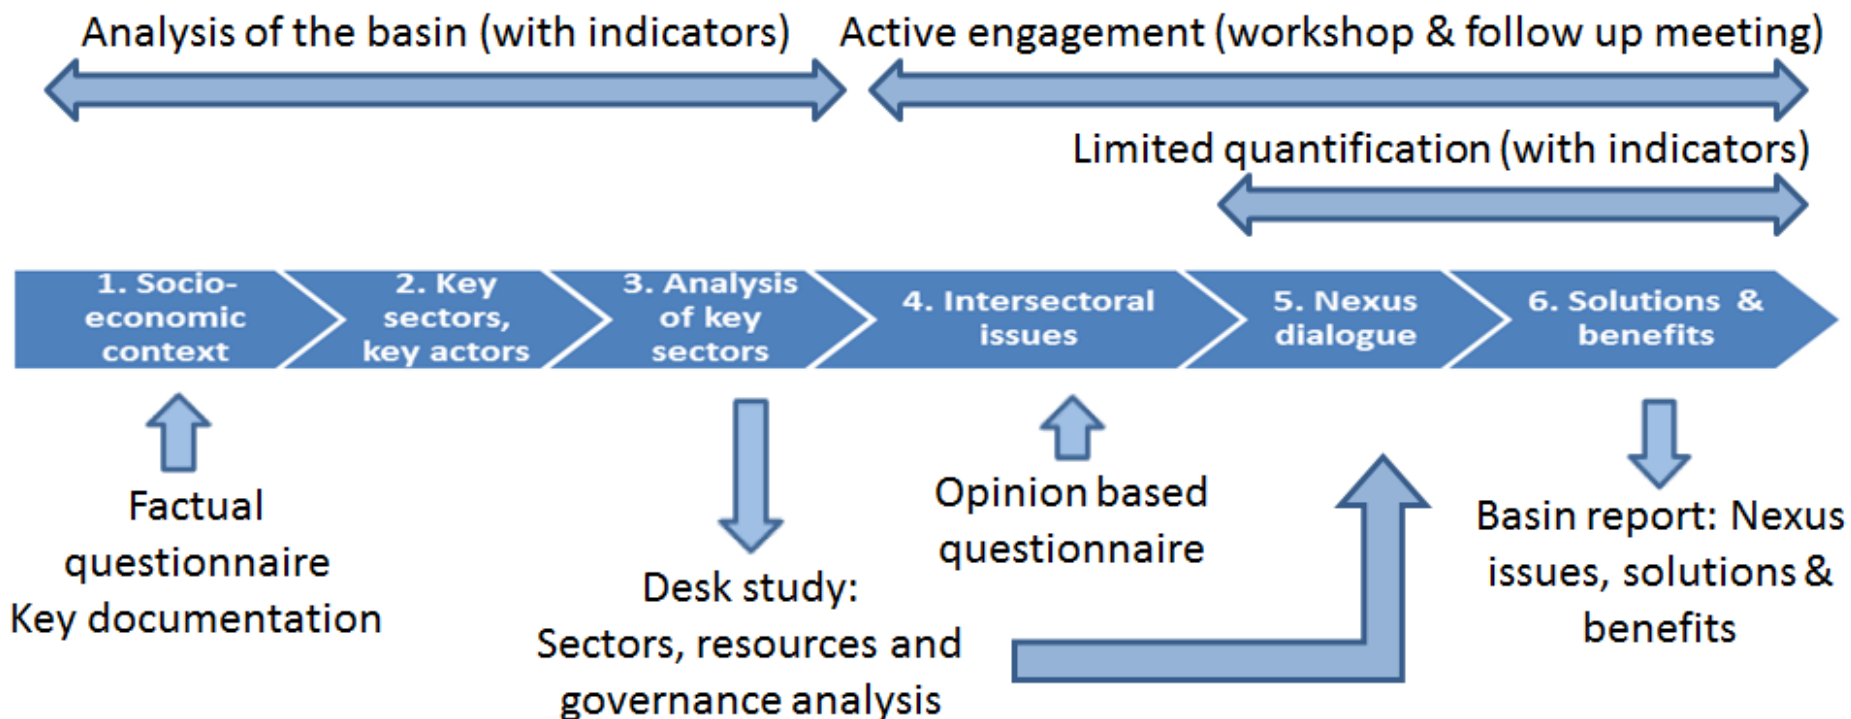 Analysis of the basin (with indicators)
Active engagement (workshop & follow up meeting)
Limited quantification (with indicators)
1. Socio-
economic
context
2. Key
sectors,
key actors
3. Analysis
of key
sectors
4. Intersectoral
issues
5. Nexus
dialogue
6. Solutions &
benefits
Factual
questionnaire
Key documentation
Desk study:
Sectors, resources and
governance analysis
Opinion based
questionnaire
Basin report: Nexus
issues, solutions &
benefits